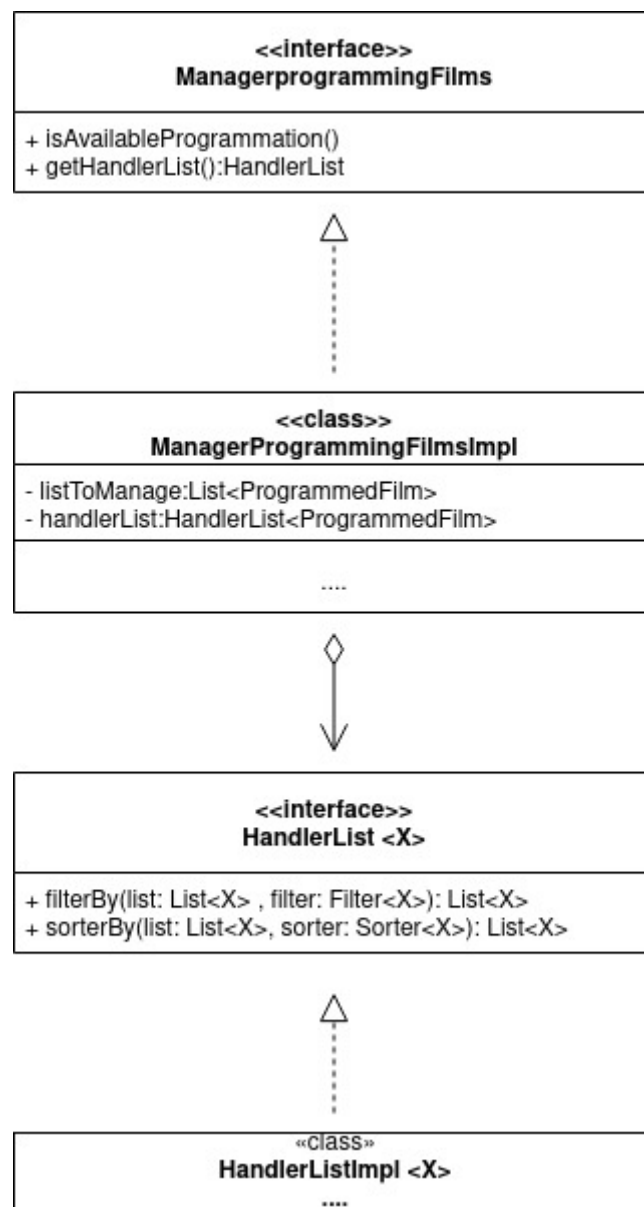 <<interface>>
ManagerprogrammingFilms
+ isAvailableProgrammation()
+ getHandlerList():HandlerList
<<class>>
ManagerProgrammingFilmsImpl
- listToManage:List<ProgrammedFilm>
- handlerList:HandlerList<ProgrammedFilm>
....
<<interface>>
HandlerList <X>
+ filterBy(list: List<X> , filter: Filter<X>): List<X>
+ sorterBy(list: List<X>, sorter: Sorter<X>): List<X>
«class»
HandlerListImpl <X>
....